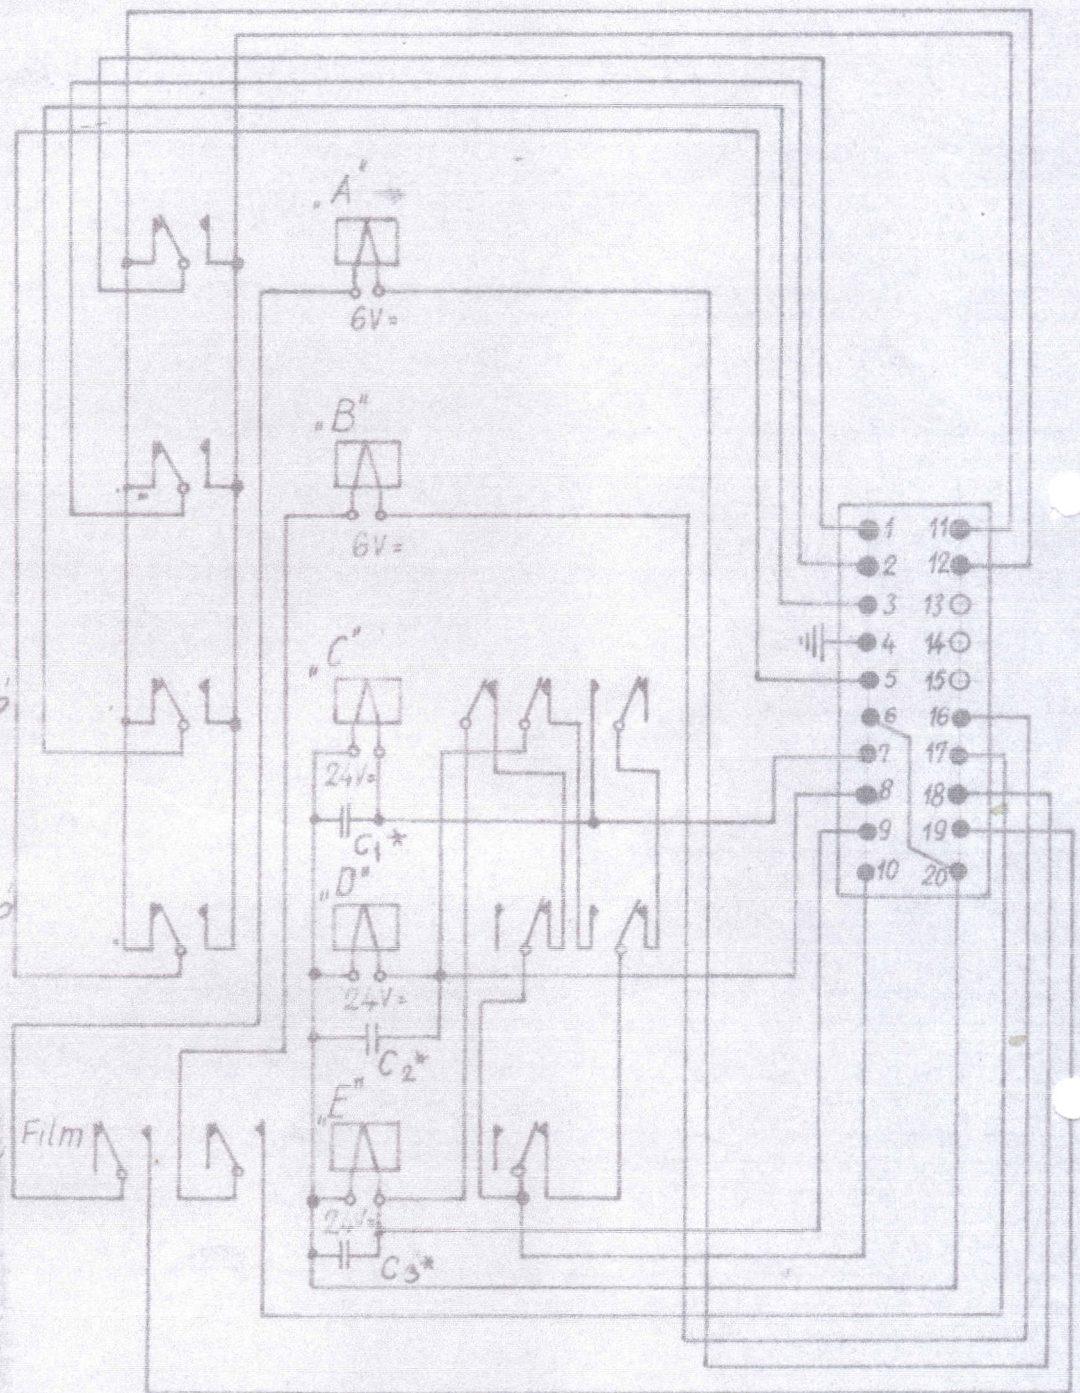 „A"
6V=
„B"
6V=
„C"
24V=
C1*
„D"
24V=
C2*
„E"
Film
24V=
C3*
1 11
2 12
3 13
4 14
5 15
6 16
7 17
8 18
9 19
10 20